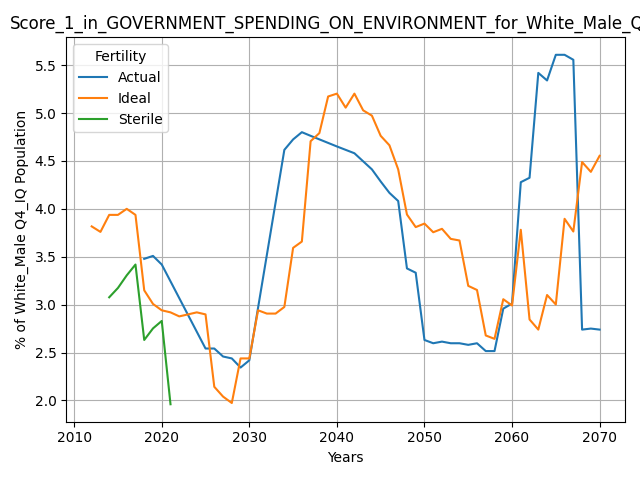 Score_1_in_GOVERNMENT_SPENDING_ON_ENVIRONMENT_for_White_Male_Q
Fertility
Actual
Ideal
Sterile
% of White_Male Q4_IQ Population
5.5
5.0
4.5
4.0
3.5
3.0
2.5
2.0
2010
2020
2030
2040
2050
2060
2070
Years